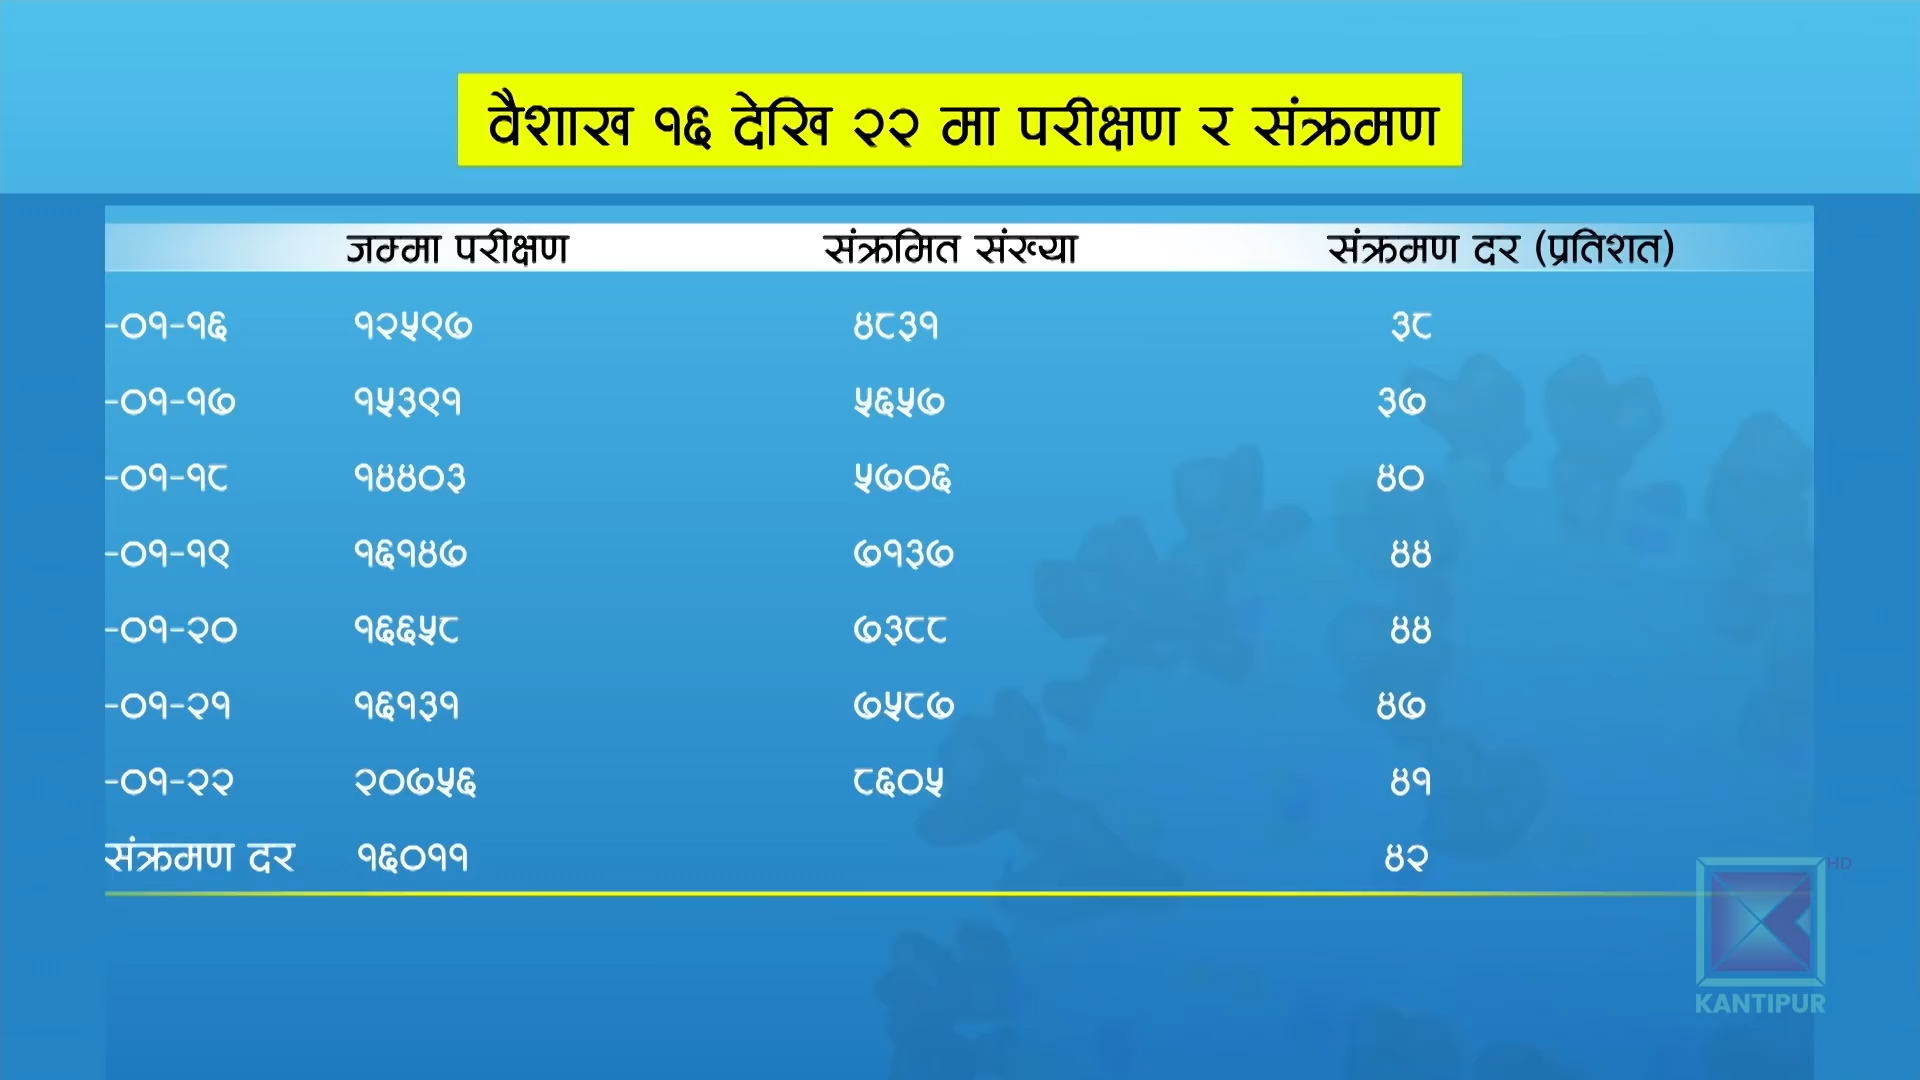 वैशाख १६ देखि २२ मा परीक्षण र संक्रमण
जम्मा परीक्षण संक्रमित संख्या संक्रमण दर (प्रतिशत)
-०१-१६ १२५९७ ४८३१ ३८
-०१-१७ १५३९१ ५६५७ ३७
-०१-१८ १४४०३ ५७०६ ४०
-०१-१९ १६१४७ ७१३७ ४४
-०१-२० १६६५८ ७३८८ ४४
-०१-२१ १६१३१ ७५८७ ४७
-०१-२२ २०७५६ ८६०५ ४१
संक्रमण दर १६०११ ४२
HD
KANTIPUR